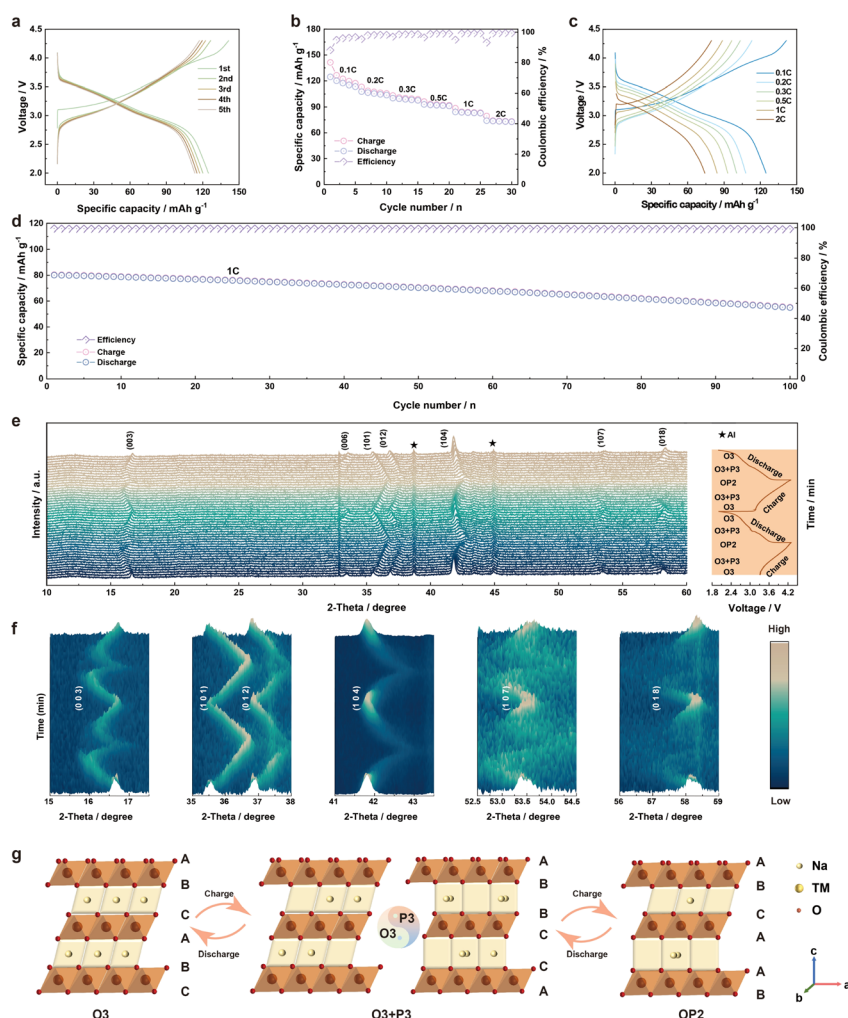 a
Voltage / V
4.5
4.0
3.5
3.0
2.5
2.0
1st
2nd
3rd
4th
5th
0 30 60 90 120 150
Specific capacity / mAh g-1
b
Specific capacity / mAh g-1
180
150
120
90
60
30
0
0.1C
0.2C
0.3C
0.5C
1C
2C
Charge
Discharge
Efficiency
100
80
60
40
20
0
Coulombic efficiency / %
0 5 10 15 20 25 30
Cycle number / n
c
Voltage / V
4.5
4.0
3.5
3.0
2.5
2.0
0.1C
0.2C
0.3C
0.5C
1C
2C
0 30 60 90 120 150
Specific capacity / mAh g-1
d
Specific capacity / mAh g-1
120
100
80
60
40
20
0
1C
Efficiency
Charge
Discharge
100
80
60
40
20
0
Coulombic efficiency / %
0 10 20 30 40 50 60 70 80 90 100
Cycle number / n
e
Intensity / a.u.
(003)
(006)
(101)
(012)
★
(104)
★
(107)
(018)
10 15 20 25 30 35 40 45 50 55 60
2-Theta / degree
★Al
O3
O3+P3
OP2
O3+P3
O3
O3+P3
OP2
O3+P3
O3
Discharge
Charge
Discharge
Charge
Time / min
1.8 2.4 3.0 3.6 4.2
Voltage / V
f
Time (min)
(0 0 3)
(1 0 1)
(0 1 2)
(1 0 4)
(1 0 7)
(0 1 8)
15 16 17
35 36 37 38
41 42 43
52.5 53.0 53.5 54.0 54.5
56 57 58 59
2-Theta / degree
2-Theta / degree
2-Theta / degree
2-Theta / degree
2-Theta / degree
High
Low
g
A
B
C
A
B
C
O3
Charge
Discharge
P3
O3
A
B
B
C
C
A
O3+P3
Charge
Discharge
A
B
C
A
A
B
OP2
Na
TM
O
c
b
a